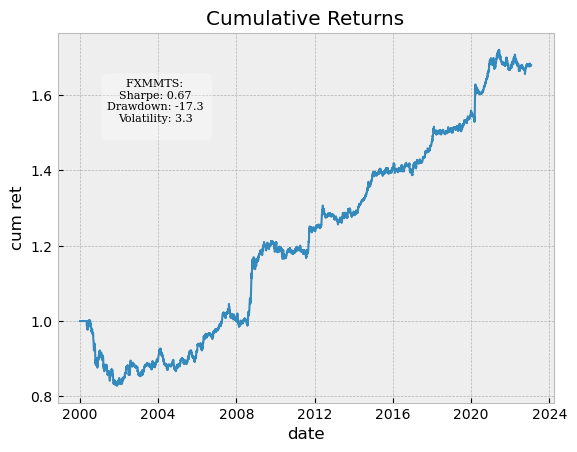 Cumulative Returns
FXMMTS:
Sharpe: 0.67
Drawdown: -17.3
Volatility: 3.3
cum ret
1.6
1.4
1.2
1.0
0.8
2000 2004 2008 2012 2016 2020 2024
date